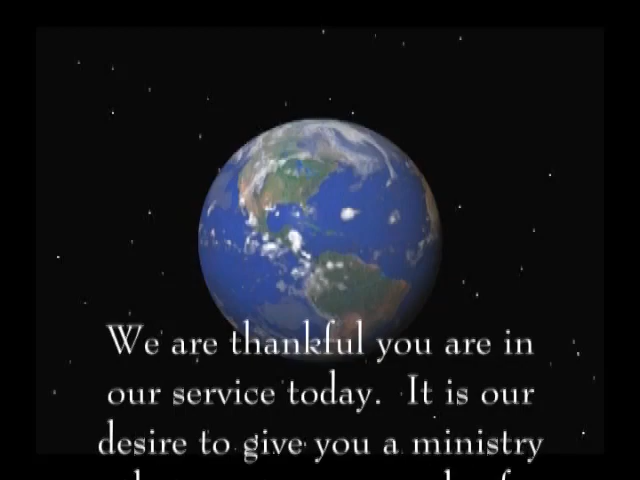 We are thankful you are in
our service today. It is our
desire to give you a ministry